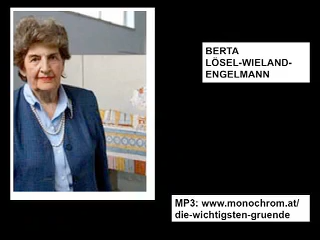 BERTA
LÖSEL-WIELAND-
ENGELMANN
MP3: www.monochrom.at/
die-wichtigsten-gruende